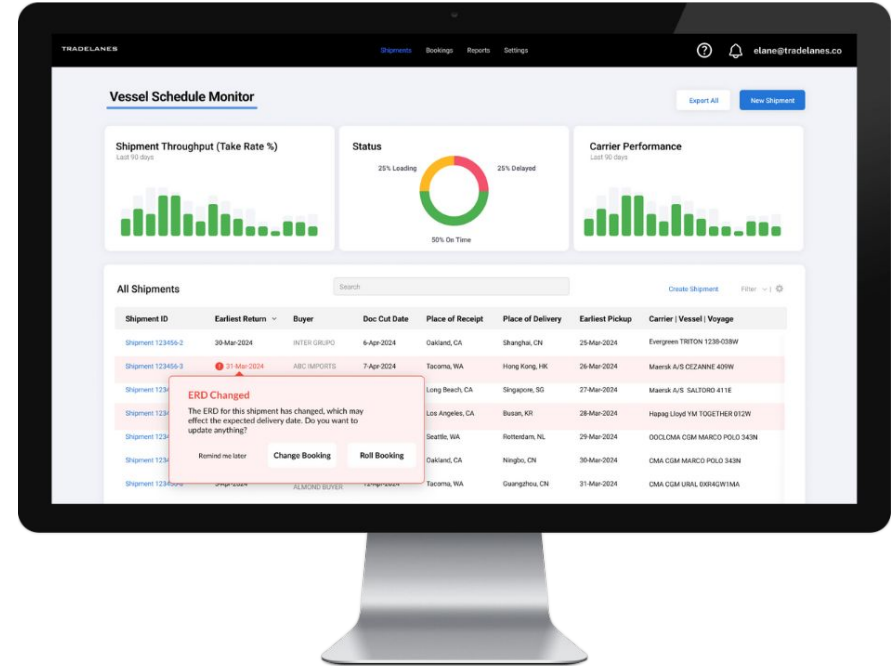 TRADELANES
Shipments Bookings Reports Settings
elane@tradelanes.co
Vessel Schedule Monitor
Export All
New Shipment
Shipment Throughput (Take Rate %)
Last 90 days
Status
25% Loading
25% Delayed
50% On Time
Carrier Performance
Last 90 days
All Shipments
Search
Create Shipment
Filter
Shipment ID Earliest Return Buyer Doc Cut Date Place of Receipt Place of Delivery Earliest Pickup Carrier | Vessel | Voyage
Shipment 123456-2 30-Mar-2024 INTER GRUPO 6-Apr-2024 Oakland, CA Shanghai, CN 25-Mar-2024 Evergreen TRITON 1238-038W
Shipment 123456-3 31-Mar-2024 ABC IMPORTS 7-Apr-2024 Tacoma, WA Hong Kong, HK 26-Mar-2024 Maersk A/S CEZANNE 409W
Shipment 1234 Long Beach, CA Singapore, SG 27-Mar-2024 Maersk A/S SALTORO 411E
Shipment 1234 Los Angeles, CA Busan, KR 28-Mar-2024 Hapag Lloyd YM TOGETHER 012W
Shipment 1234 Seattle, WA Rotterdam, NL 29-Mar-2024 OOCLCMA CGM MARCO POLO 343N
Shipment 1234 Oakland, CA Ningbo, CN 30-Mar-2024 CMA CGM MARCO POLO 343N
Shipment ALMOND BUYER Tacoma, WA Guangzhou, CN 31-Mar-2024 CMA CGM URAL 0XR4GW1MA
ERD Changed
The ERD for this shipment has changed, which may
effect the expected delivery date. Do you want to
update anything?
Remind me later
Change Booking
Roll Booking